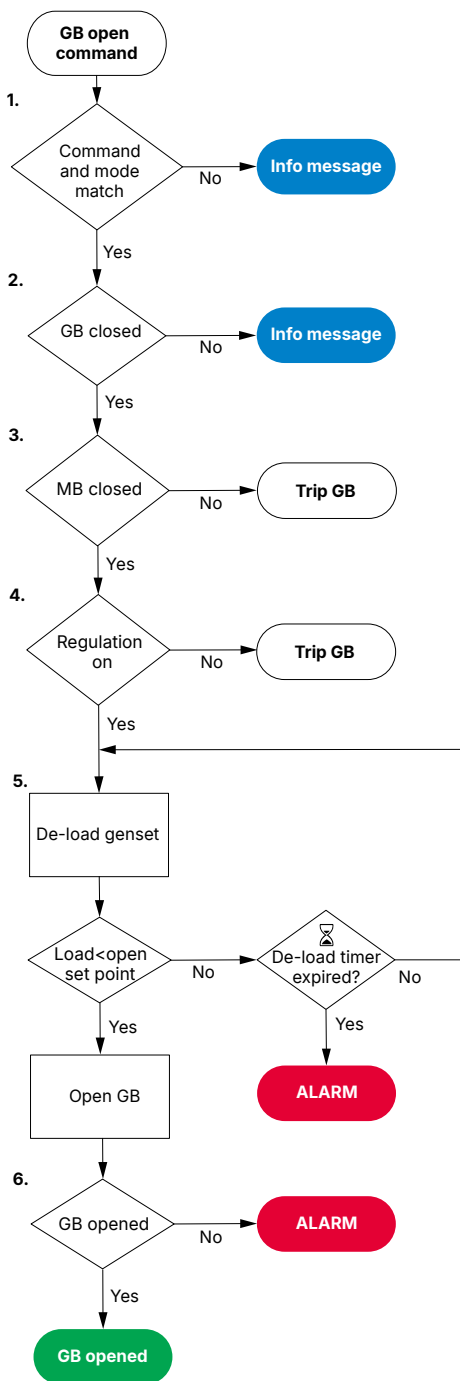 GB open
command
1.
Command
and mode
match
No
Info message
Yes
2.
GB closed
No
Info message
Yes
3.
MB closed
No
Trip GB
Yes
4.
Regulation
on
No
Trip GB
Yes
5.
De-load genset
Load<open
set point
No
De-load timer
expired?
No
Yes
Yes
Open GB
ALARM
6.
GB opened
No
ALARM
Yes
GB opened